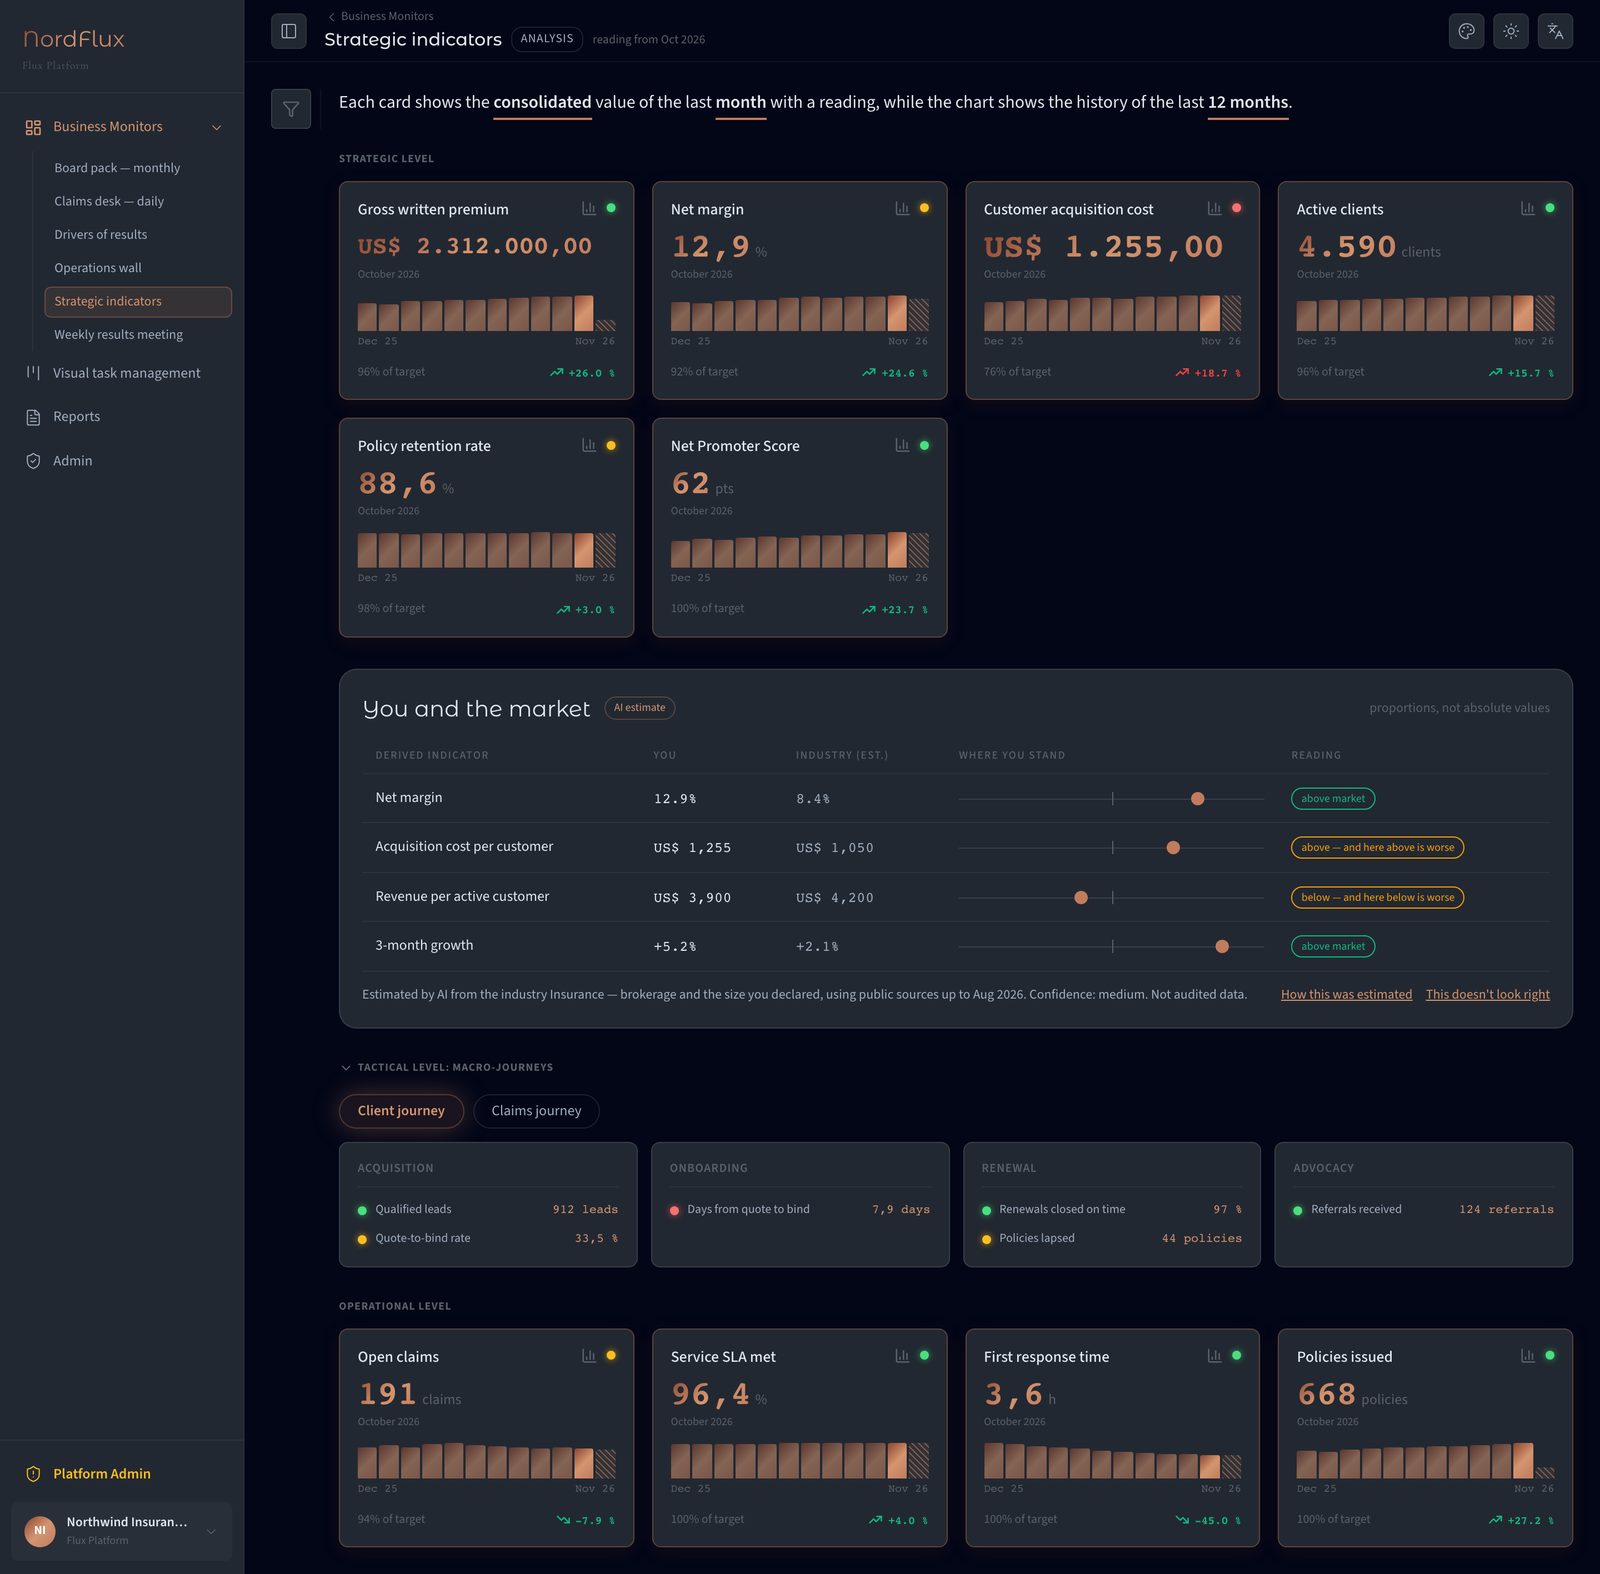 NordFlux
Flux Platform
Business Monitors
Board pack — monthly
Claims desk — daily
Drivers of results
Operations wall
Strategic indicators
Weekly results meeting
Visual task management
Reports
Admin
Platform Admin
NI
Northwind Insuran...
Flux Platform
Business Monitors
Strategic indicators ANALYSIS reading from Oct 2026
Each card shows the consolidated value of the last month with a reading, while the chart shows the history of the last 12 months.
STRATEGIC LEVEL
Gross written premium
US$ 2.312.000,00
October 2026
Dec 25 Nov 26
96% of target +26.0 %
Net margin
12,9 %
October 2026
Dec 25 Nov 26
92% of target +24.6 %
Customer acquisition cost
US$ 1.255,00
October 2026
Dec 25 Nov 26
76% of target +18.7 %
Active clients
4.590 clients
October 2026
Dec 25 Nov 26
96% of target +15.7 %
Policy retention rate
88,6 %
October 2026
Dec 25 Nov 26
98% of target +3.0 %
Net Promoter Score
62 pts
October 2026
Dec 25 Nov 26
100% of target +23.7 %
You and the market AI estimate proportions, not absolute values
DERIVED INDICATOR YOU INDUSTRY (EST.) WHERE YOU STAND READING
Net margin 12.9% 8.4% above market
Acquisition cost per customer US$ 1,255 US$ 1,050 above — and here above is worse
Revenue per active customer US$ 3,900 US$ 4,200 below — and here below is worse
3-month growth +5.2% +2.1% above market
Estimated by AI from the industry Insurance — brokerage and the size you declared, using public sources up to Aug 2026. Confidence: medium. Not audited data. How this was estimated This doesn't look right
TACTICAL LEVEL: MACRO-JOURNEYS
Client journey Claims journey
ACQUISITION
Qualified leads 912 leads
Quote-to-bind rate 33,5 %
ONBOARDING
Days from quote to bind 7,9 days
RENEWAL
Renewals closed on time 97 %
Policies lapsed 44 policies
ADVOCACY
Referrals received 124 referrals
OPERATIONAL LEVEL
Open claims
191 claims
October 2026
Dec 25 Nov 26
94% of target -7.9 %
Service SLA met
96,4 %
October 2026
Dec 25 Nov 26
100% of target +4.0 %
First response time
3,6 h
October 2026
Dec 25 Nov 26
100% of target -45.0 %
Policies issued
668 policies
October 2026
Dec 25 Nov 26
100% of target +27.2 %